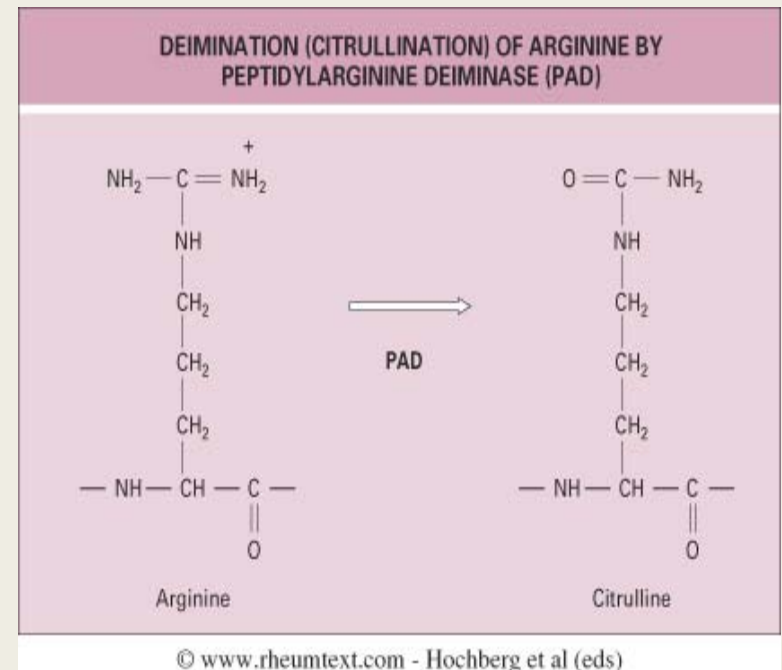 DEIMINATION (CITRULLINATION) OF ARGININE BY
PEPTIDYLARGININE DEIMINASE (PAD)
+
NH₂ — C = NH₂
NH
CH₂
CH₂
CH₂
— NH — CH — C —
O
Arginine
PAD
O = C — NH₂
NH
CH₂
CH₂
CH₂
— NH — CH — C —
O
Citrulline
© www.rheumtext.com - Hochberg et al (eds)